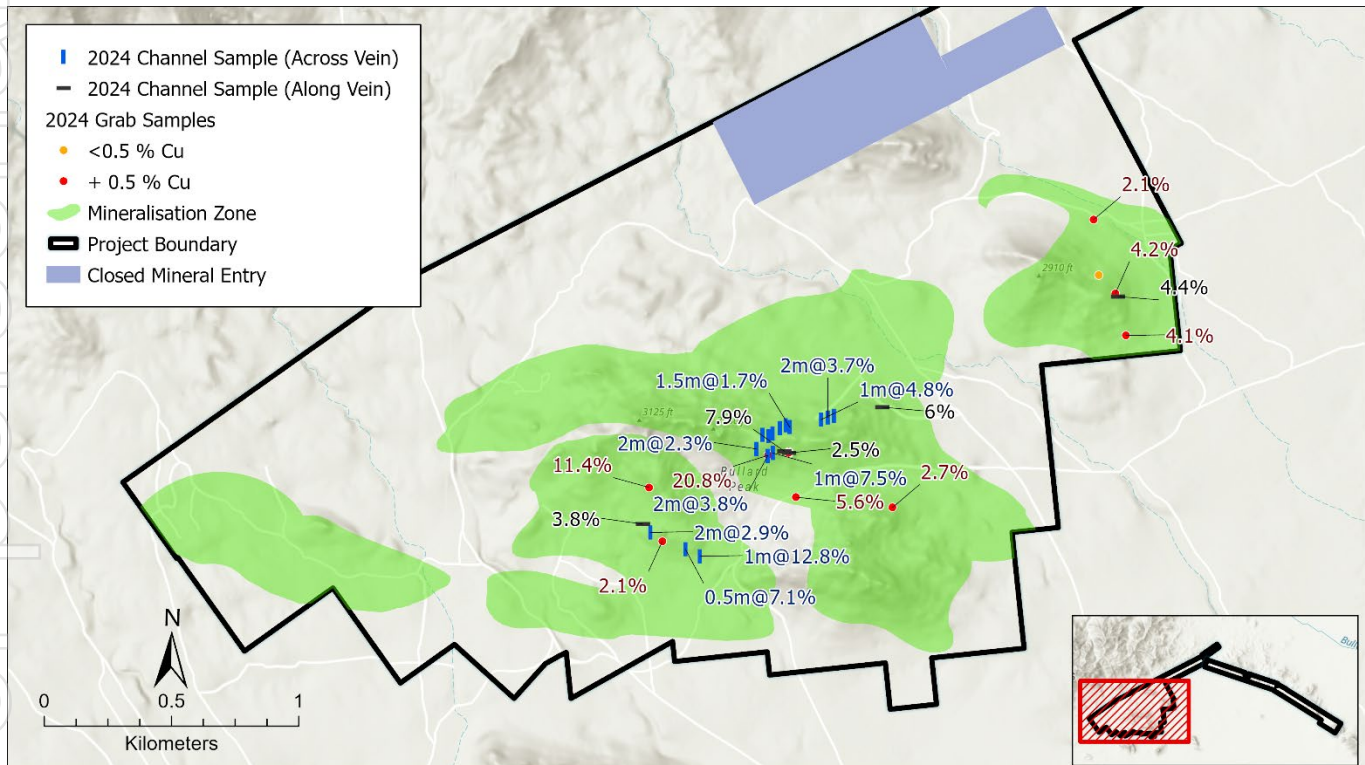 2024 Channel Sample (Across Vein)
2024 Channel Sample (Along Vein)
2024 Grab Samples
<0.5 % Cu
+ 0.5 % Cu
Mineralisation Zone
Project Boundary
Closed Mineral Entry
2.1%
4.2%
2910 ft
4.4%
4.1%
2m@3.7%
1.5m@1.7%
1m@4.8%
3125 ft
7.9%
6%
2m@2.3%
2.5%
11.4%
20.8%
Bullard
Peak
1m@7.5%
2.7%
2m@3.8%
5.6%
3.8%
2m@2.9%
1m@12.8%
2.1%
0.5m@7.1%
N
0 0.5 1
Kilometers